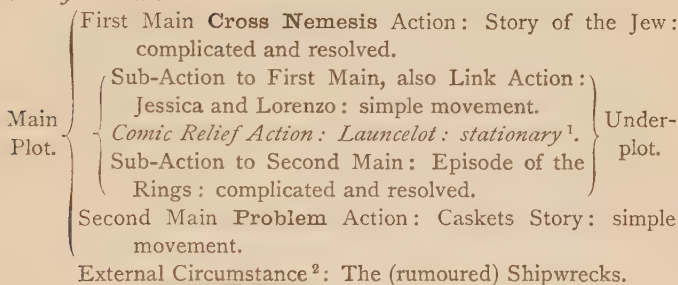 First Main Cross Nemesis Action: Story of the Jew:
complicated and resolved.
Sub-Action to First Main, also Link Action:
Jessica and Lorenzo: simple movement.
Main
Plot.
Comic Relief Action: Launcelot: stationary¹.
Under-
plot.
Sub-Action to Second Main: Episode of the
Rings: complicated and resolved.
Second Main Problem Action: Caskets Story: simple
movement.
External Circumstance²: The (rumoured) Shipwrecks.